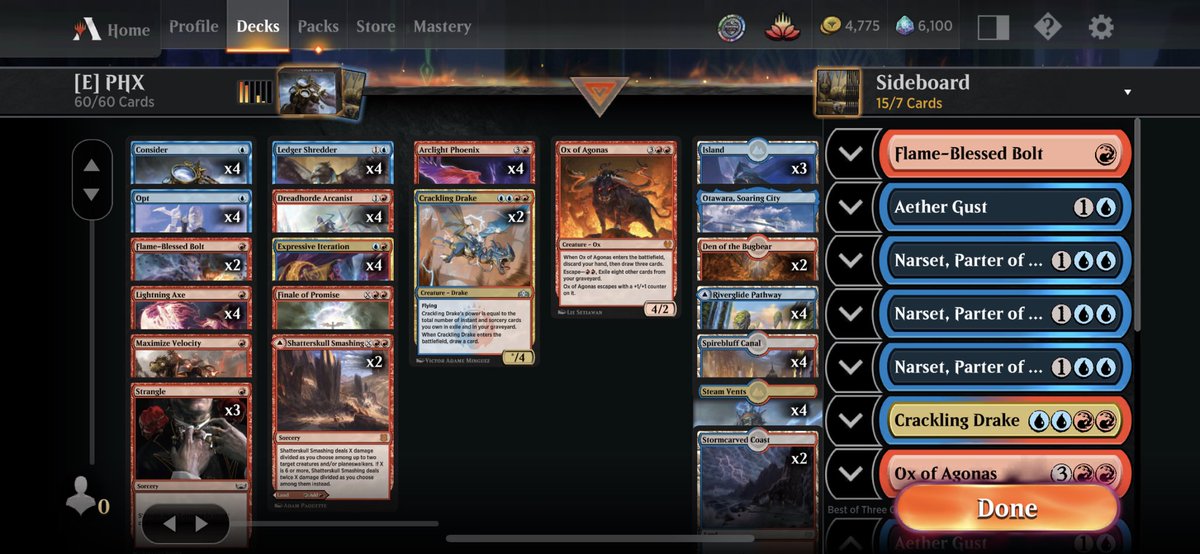 Home
Profile
Decks
Packs
Store
Mastery
4,775
6,100
[E] PHX
60/60 Cards
Sideboard
15/7 Cards
Consider
x4
Opt
x4
Flame-Blessed Bolt
x2
Lightning Axe
x4
Maximize Velocity
Strangle
x3
Sorcery
Ledger Shredder
x4
Dreadhorde Arcanist
x4
Expressive Iteration
x4
Finale of Promise
Shatterskull Smashing
x2
Sorcery
Shatterskull Smashing deals X damage
divided as you choose among up to two
target creatures and/or planeswalkers. If X
is 6 or more, Shatterskull Smashing deals
twice X damage divided as you choose
among them instead.
Land
Adam Paquette
Arclight Phoenix
x4
Crackling Drake
x2
Creature - Drake
Flying
Crackling Drake's power is equal to the
total number of instant and sorcery cards
you own in exile and in your graveyard.
When Crackling Drake enters the
battlefield, draw a card.
*/4
Victor Adame Minguez
Ox of Agonas
Creature - Ox
When Ox of Agonas enters the battlefield,
discard your hand, then draw three cards.
Escape—, Exile eight other cards from
your graveyard.
Ox of Agonas escapes with a +1/+1 counter
on it.
4/2
Lie Setiawan
Island
x3
Otawara, Soaring City
Den of the Bugbear
x2
Riverglide Pathway
x4
Spirebluff Canal
x4
Steam Vents
x4
Stormcarved Coast
x2
Land
Flame-Blessed Bolt
Aether Gust 1
Narset, Parter of ... 1
Narset, Parter of ... 1
Narset, Parter of ... 1
Crackling Drake
Ox of Agonas 3
Best of Three
Aether Gust
Done
0